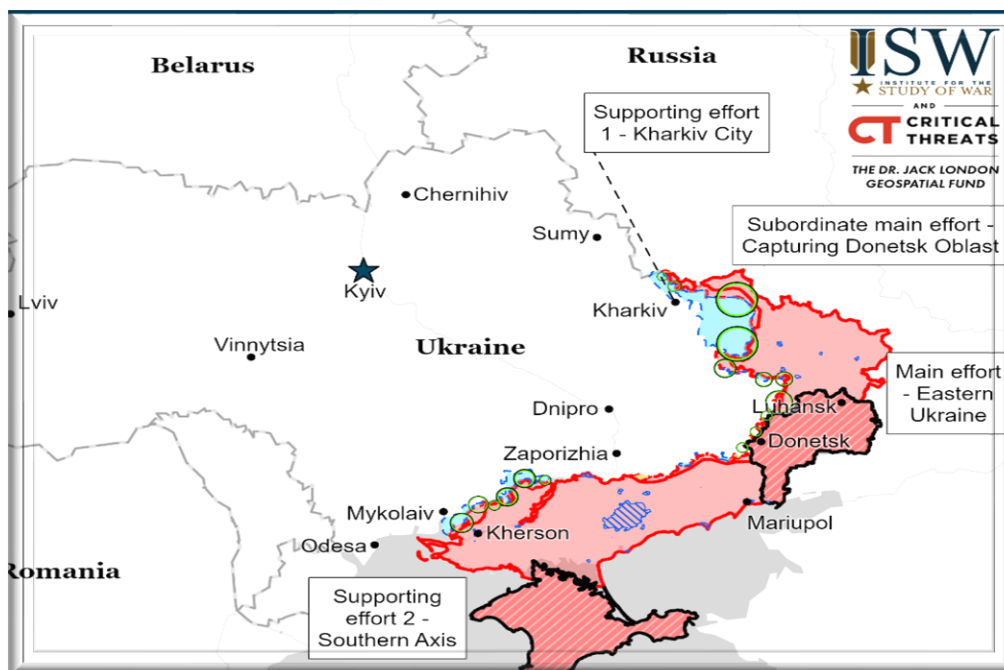 Belarus
Russia
ISW
INSTITUTE FOR THE
STUDY OF WAR
AND
CT CRITICAL
THREATS
THE DR. JACK LONDON
GEOSPATIAL FUND
Supporting effort
1 - Kharkiv City
Chernihiv
Sumy
Subordinate main effort -
Capturing Donetsk Oblast
Kyiv
Lviv
Kharkiv
Vinnytsia
Ukraine
Main effort
- Eastern
Ukraine
Dnipro
Luhansk
Donetsk
Zaporizhia
Mykolaiv
Mariupol
Kherson
Odesa
Romania
Supporting
effort 2 -
Southern Axis